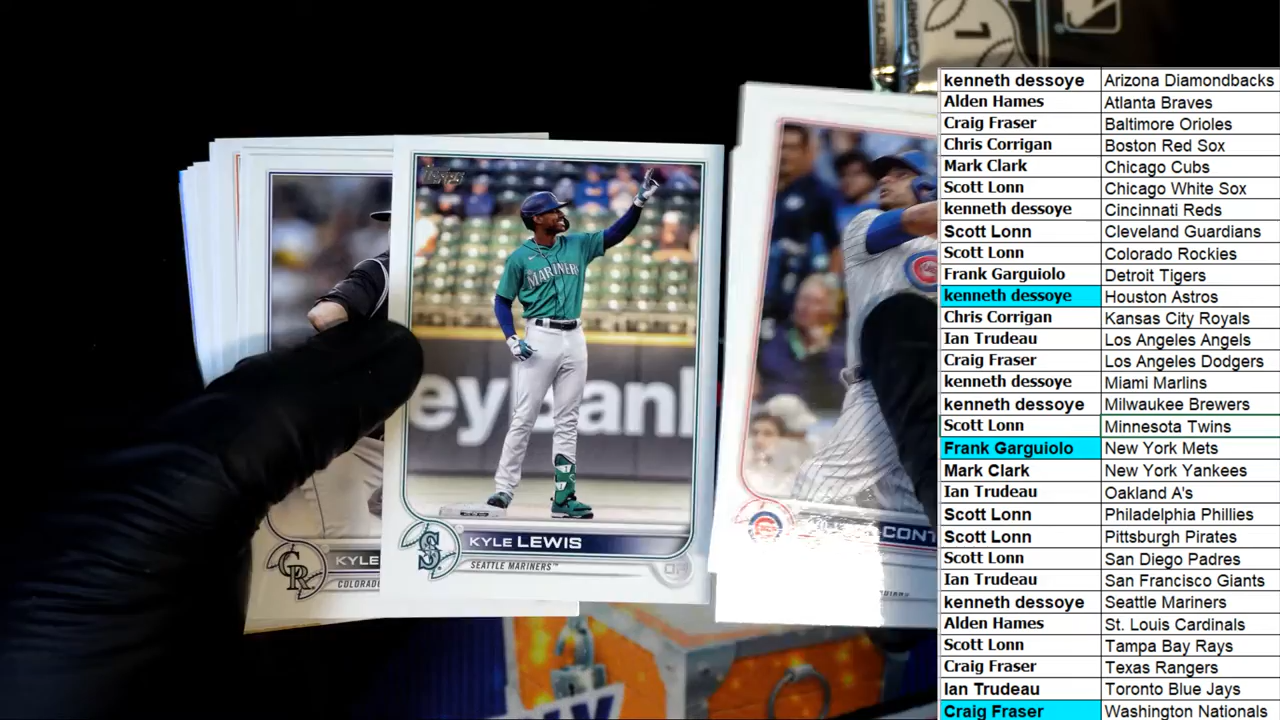 TRADING CA
1
Topps
MARINERS
eyBank
KYLE LEWIS
SEATTLE MARINERS™
CR
KYLE
COLORADO
S
CONT
kenneth dessoye Arizona Diamondbacks
Alden Hames Atlanta Braves
Craig Fraser Baltimore Orioles
Chris Corrigan Boston Red Sox
Mark Clark Chicago Cubs
Scott Lonn Chicago White Sox
kenneth dessoye Cincinnati Reds
Scott Lonn Cleveland Guardians
Scott Lonn Colorado Rockies
Frank Garguiolo Detroit Tigers
kenneth dessoye Houston Astros
Chris Corrigan Kansas City Royals
Ian Trudeau Los Angeles Angels
Craig Fraser Los Angeles Dodgers
kenneth dessoye Miami Marlins
kenneth dessoye Milwaukee Brewers
Scott Lonn Minnesota Twins
Frank Garguiolo New York Mets
Mark Clark New York Yankees
Ian Trudeau Oakland A's
Scott Lonn Philadelphia Phillies
Scott Lonn Pittsburgh Pirates
Scott Lonn San Diego Padres
Ian Trudeau San Francisco Giants
kenneth dessoye Seattle Mariners
Alden Hames St. Louis Cardinals
Scott Lonn Tampa Bay Rays
Craig Fraser Texas Rangers
Ian Trudeau Toronto Blue Jays
Craig Fraser Washington Nationals